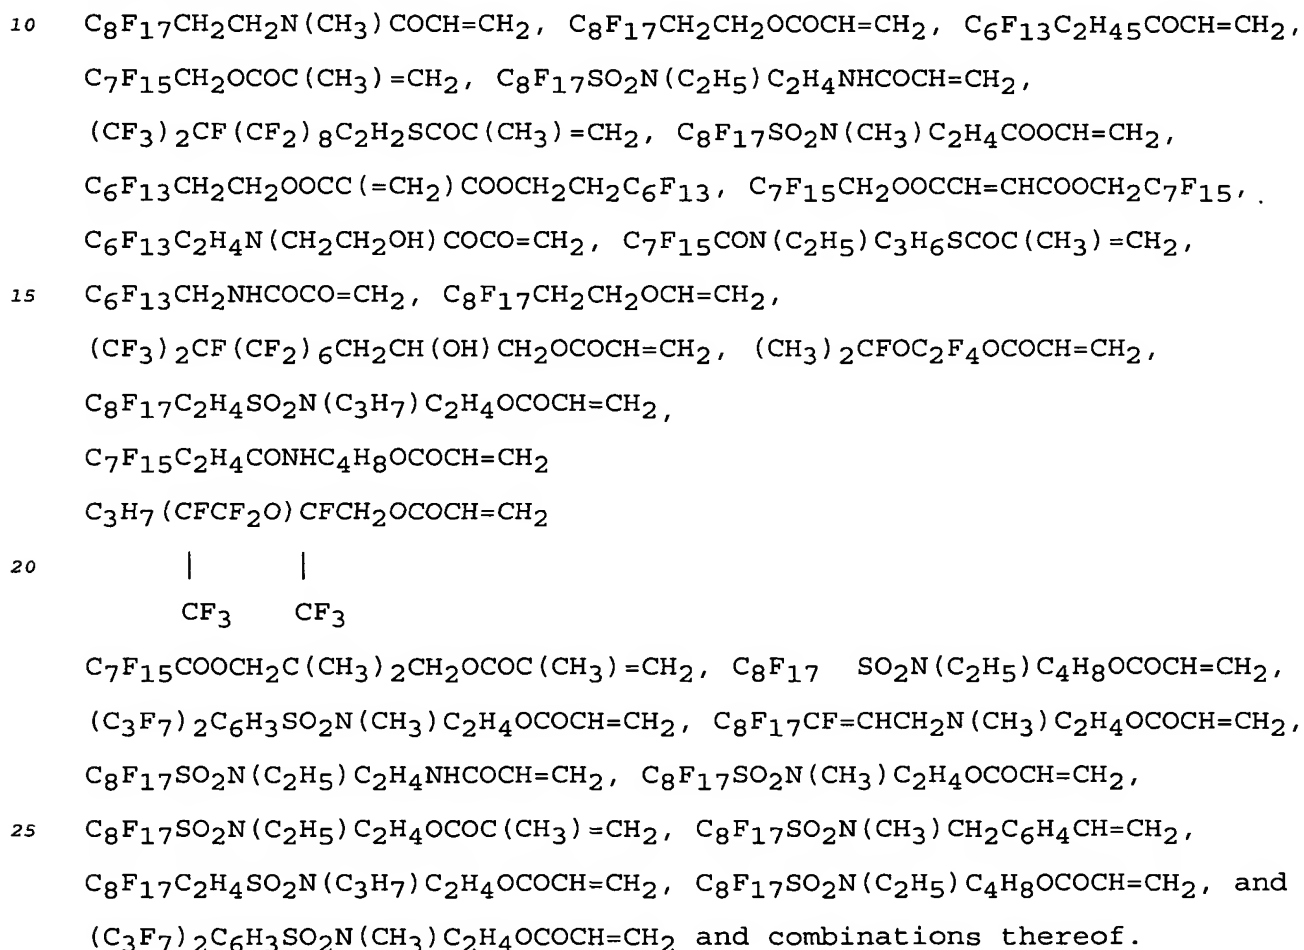 10 C8F17CH2CH2N(CH3)COCH=CH2, C8F17CH2CH2OCOCH=CH2, C6F13C2H45COCH=CH2,
C7F15CH2OCOC(CH3)=CH2, C8F17SO2N(C2H5)C2H4NHCOCH=CH2,
(CF3)2CF(CF2)8C2H2SCOC(CH3)=CH2, C8F17SO2N(CH3)C2H4COOCH=CH2,
C6F13CH2CH2OOCC(=CH2)COOCH2CH2C6F13, C7F15CH2OOCCH=CHCOOCH2C7F15,.
C6F13C2H4N(CH2CH2OH)COCO=CH2, C7F15CON(C2H5)C3H6SCOC(CH3)=CH2,
15 C6F13CH2NHCOCO=CH2, C8F17CH2CH2OCH=CH2,
(CF3)2CF(CF2)6CH2CH(OH)CH2OCOCH=CH2, (CH3)2CFOC2F4OCOCH=CH2,
C8F17C2H4SO2N(C3H7)C2H4OCOCH=CH2,
C7F15C2H4CONHC4H8OCOCH=CH2
C3H7(CFCF2O)CFCH2OCOCH=CH2
20 | |
CF3 CF3
C7F15COOCH2C(CH3)2CH2OCOC(CH3)=CH2, C8F17 SO2N(C2H5)C4H8OCOCH=CH2,
(C3F7)2C6H3SO2N(CH3)C2H4OCOCH=CH2, C8F17CF=CHCH2N(CH3)C2H4OCOCH=CH2,
C8F17SO2N(C2H5)C2H4NHCOCH=CH2, C8F17SO2N(CH3)C2H4OCOCH=CH2,
25 C8F17SO2N(C2H5)C2H4OCOC(CH3)=CH2, C8F17SO2N(CH3)CH2C6H4CH=CH2,
C8F17C2H4SO2N(C3H7)C2H4OCOCH=CH2, C8F17SO2N(C2H5)C4H8OCOCH=CH2, and
(C3F7)2C6H3SO2N(CH3)C2H4OCOCH=CH2 and combinations thereof.